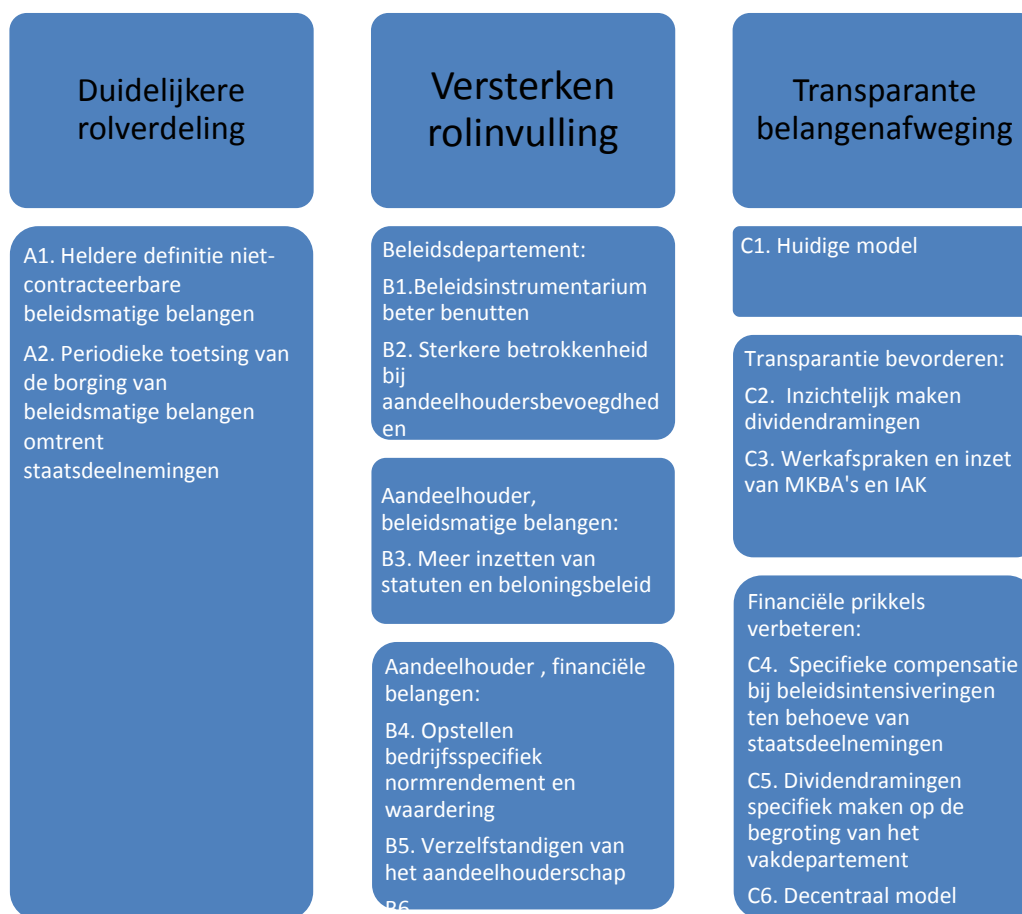 Duidelijkere
rolverdeling
A1. Heldere definitie niet-
contracteerbare
beleidsmatige belangen
A2. Periodieke toetsing van
de borging van
beleidsmatige belangen
omtrent
staatsdeelnemingen
Versterken
rolinvulling
Beleidsdepartement:
B1.Beleidsinstrumentarium
beter benutten
B2. Sterkere betrokkenheid
bij
aandeelhoudersbevoegdhed
en
Aandeelhouder,
beleidsmatige belangen:
B3. Meer inzetten van
statuten en beloningsbeleid
Aandeelhouder , financiële
belangen:
B4. Opstellen
bedrijfsspecifiek
normrendement en
waardering
B5. Verzelfstandigen van
het aandeelhouderschap
B6.
Transparante
belangenafweging
C1. Huidige model
Transparantie bevorderen:
C2.  Inzichtelijk maken
dividendramingen
C3. Werkafspraken en inzet
van MKBA's en IAK
Financiële prikkels
verbeteren:
C4.  Specifieke compensatie
bij beleidsintensiveringen
ten behoeve van
staatsdeelnemingen
C5. Dividendramingen
specifiek maken op de
begroting van het
vakdepartement
C6. Decentraal model